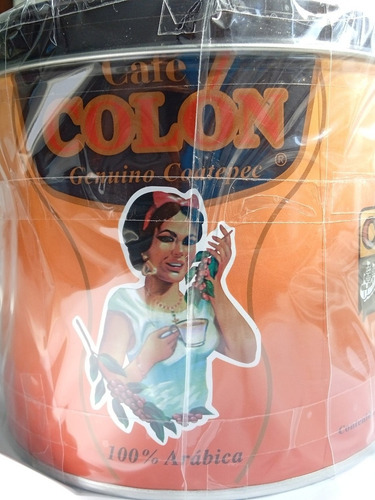 Café
COLÓN
Genuino Coatepec ®
100% Arábica